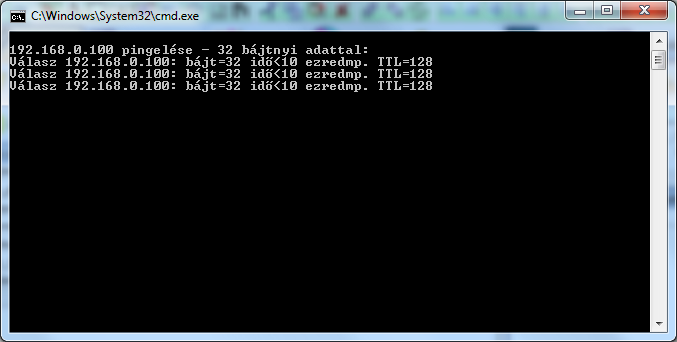 C:\Windows\System32\cmd.exe
192.168.0.100 pingelése - 32 bájtnyi adattal:
Válasz 192.168.0.100: bájt=32 idő<10 ezredmp. TTL=128
Válasz 192.168.0.100: bájt=32 idő<10 ezredmp. TTL=128
Válasz 192.168.0.100: bájt=32 idő<10 ezredmp. TTL=128